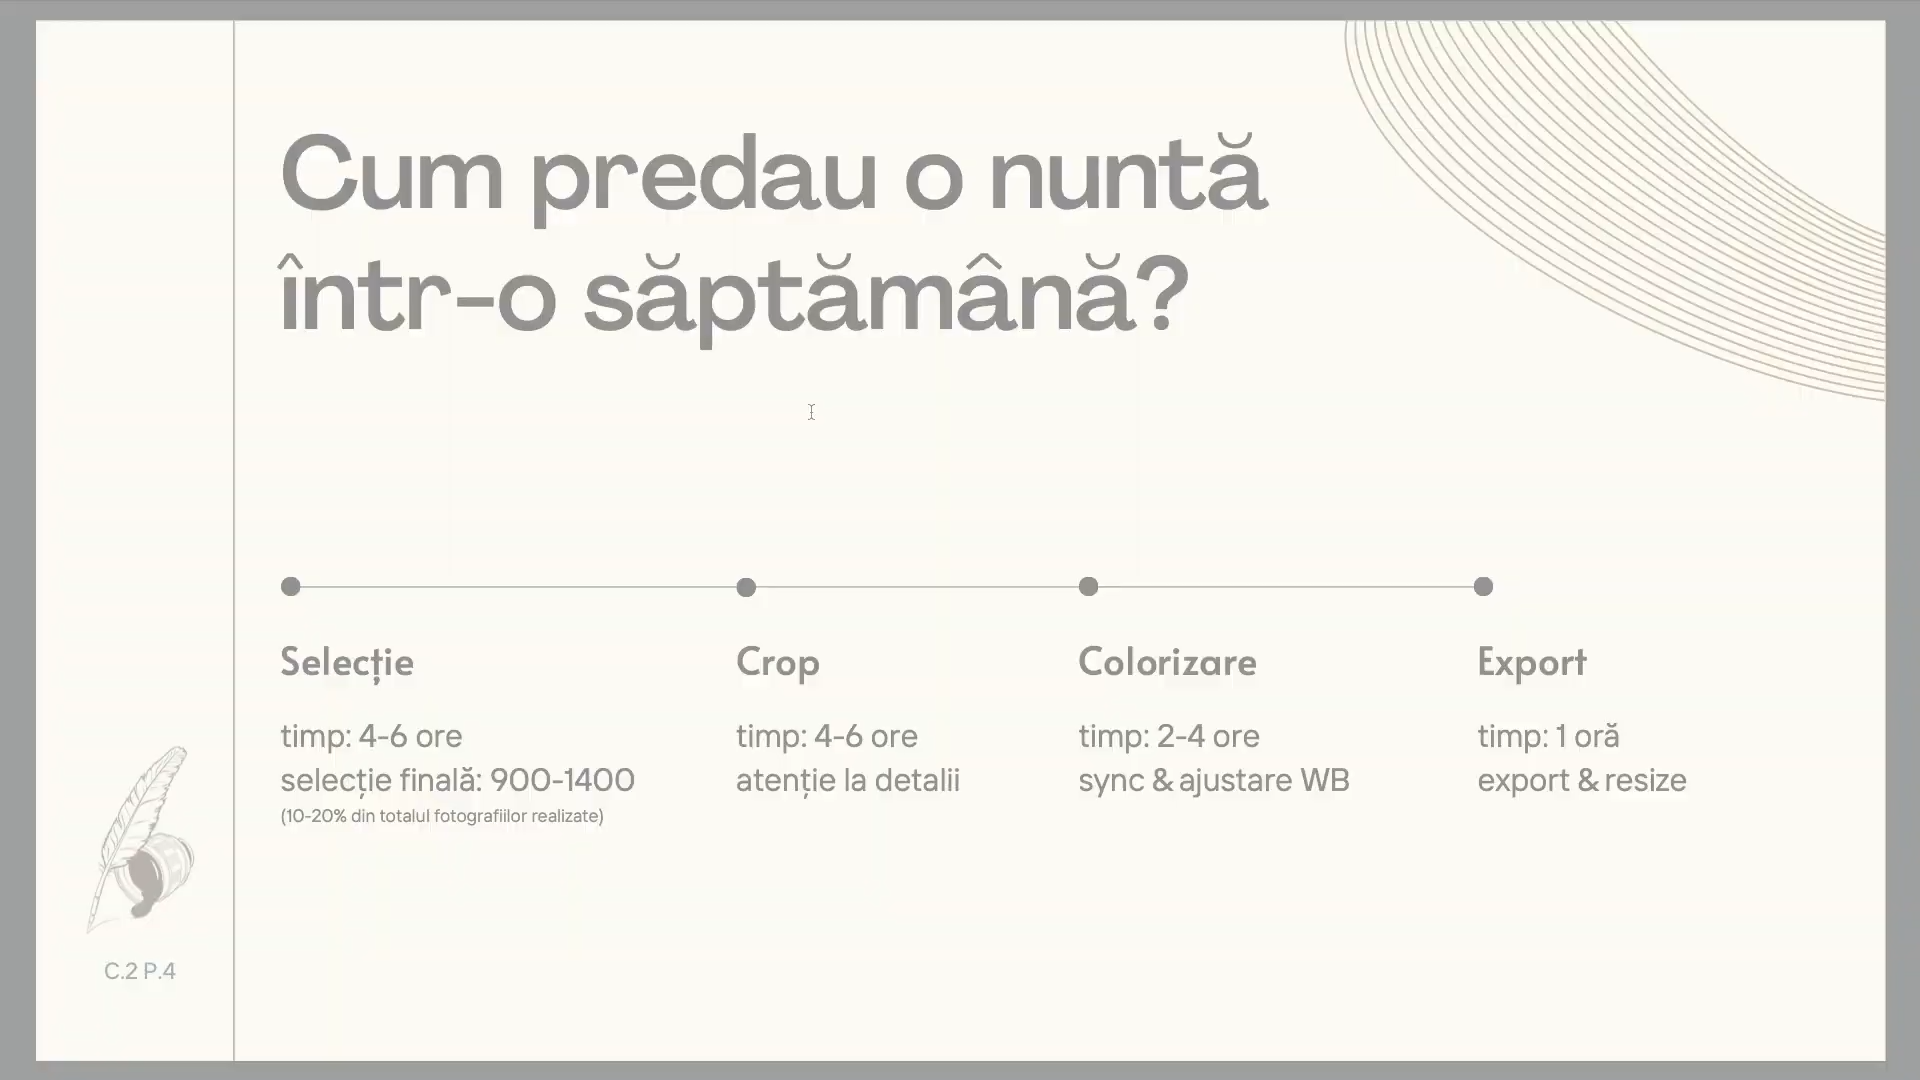 Cum predau o nuntă
într-o săptămână?
Selecție
timp: 4-6 ore
selecție finală: 900-1400
(10-20% din totalul fotografiilor realizate)
Crop
timp: 4-6 ore
atenție la detalii
Colorizare
timp: 2-4 ore
sync & ajustare WB
Export
timp: 1 oră
export & resize
C.2 P.4